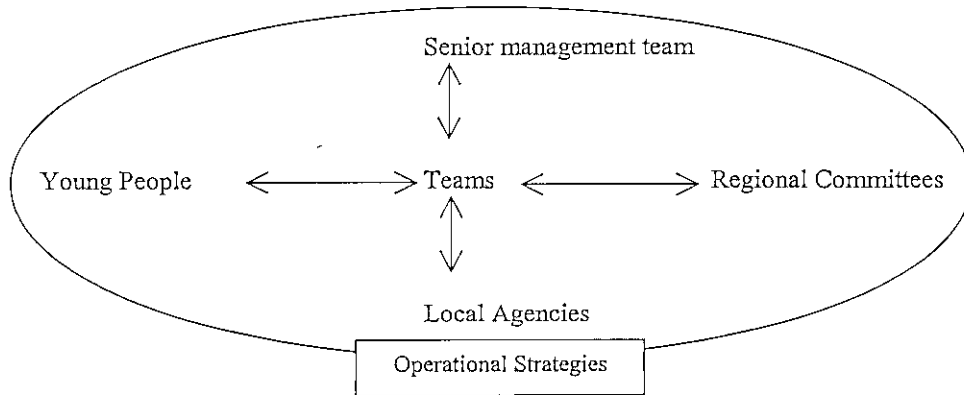 Senior management team
Young People
Teams
Regional Committees
Local Agencies
Operational Strategies